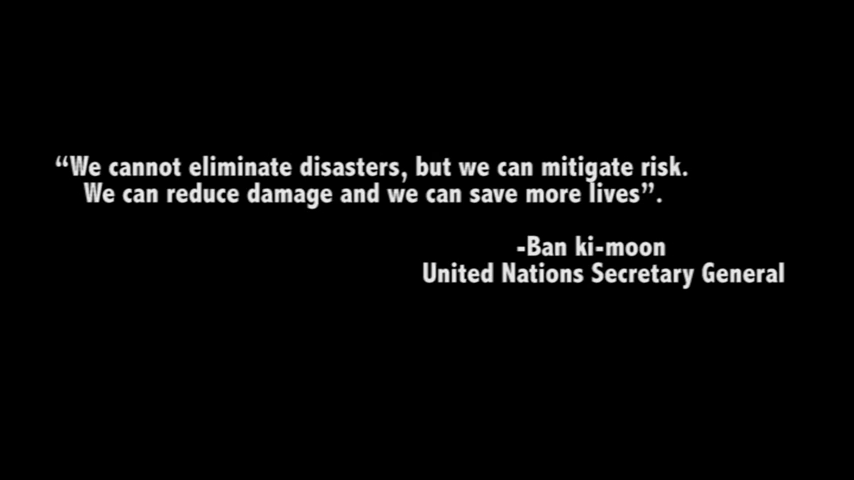 “We cannot eliminate disasters, but we can mitigate risk.
We can reduce damage and we can save more lives”.
-Ban ki-moon
United Nations Secretary General